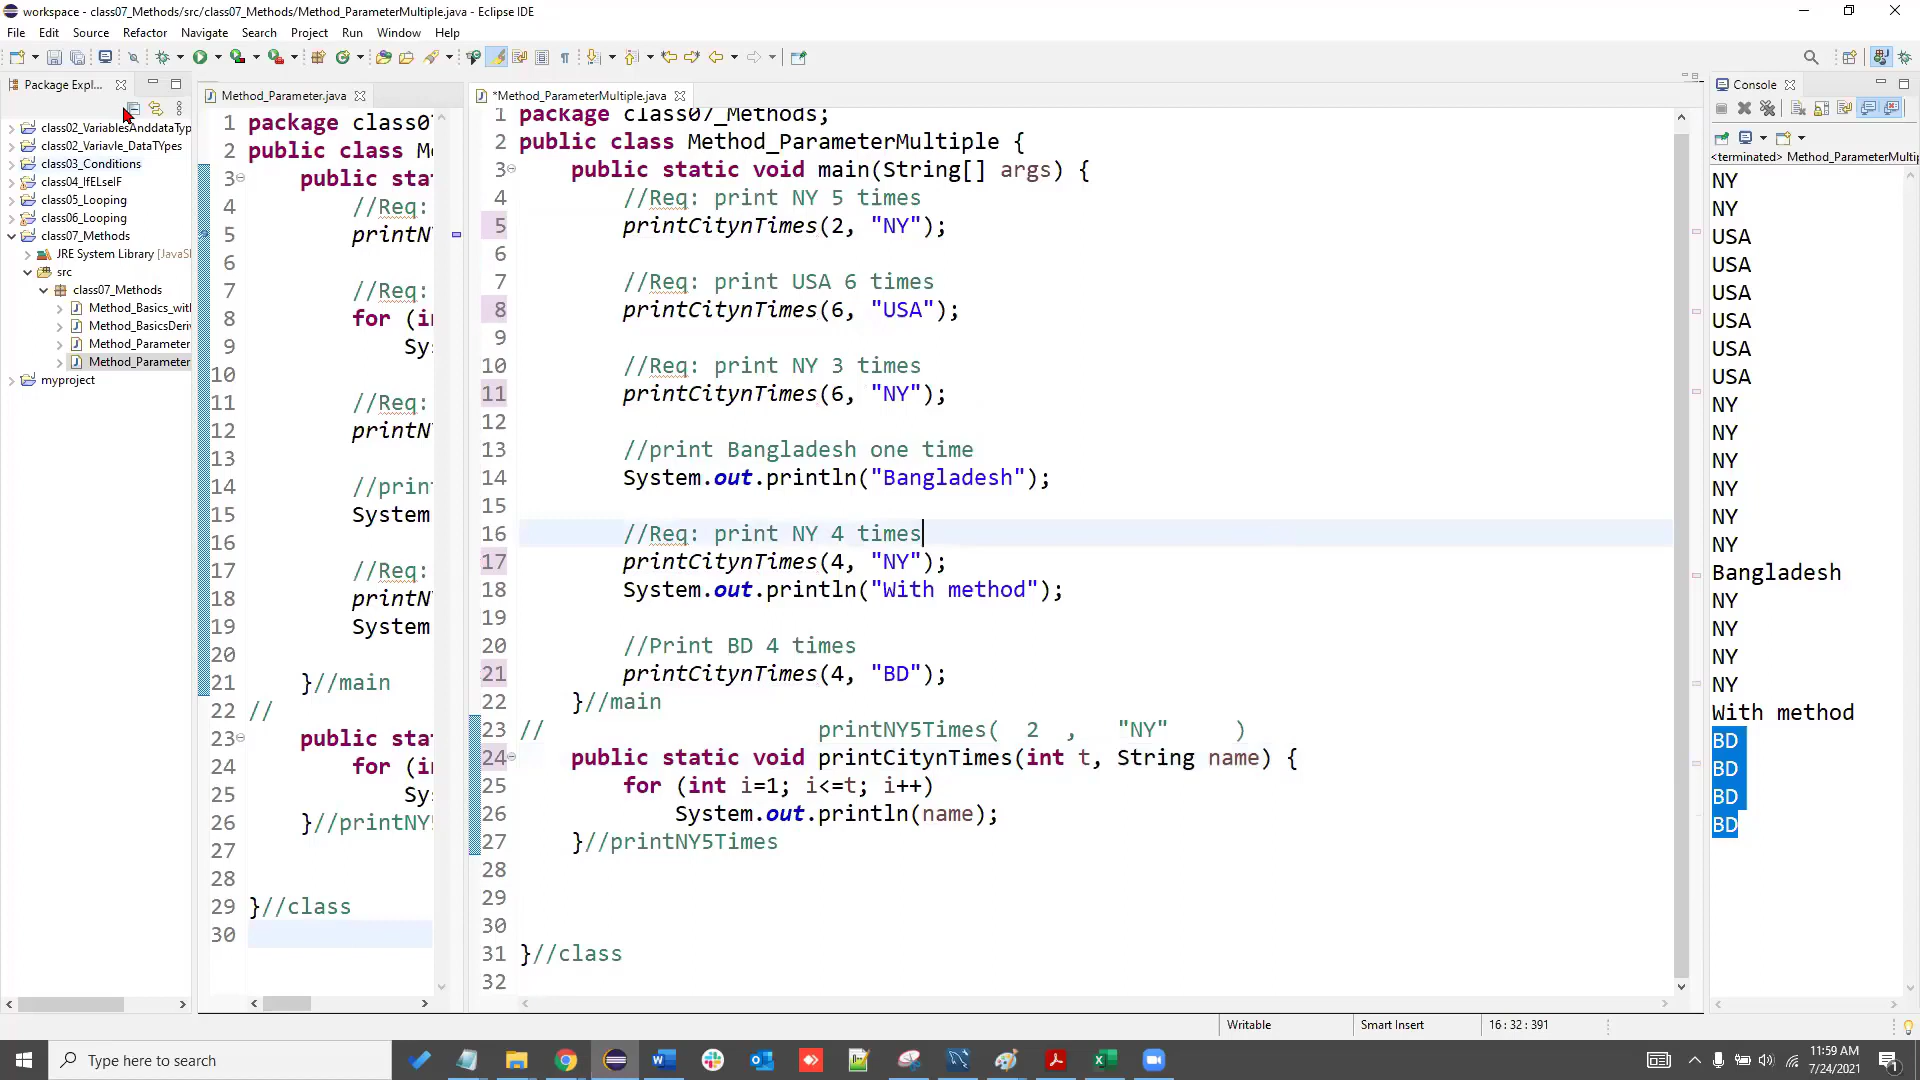 workspace - class07_Methods/src/class07_Methods/Method_ParameterMultiple.java - Eclipse IDE
File Edit Source Refactor Navigate Search Project Run Window Help
Package Expl...
class02_VariablesAnddataTyp
class02_Variavle_DataTYpes
class03_Conditions
class04_IfELseIF
class05_Looping
class06_Looping
class07_Methods
JRE System Library [JavaS
src
class07_Methods
Method_Basics_wit
Method_BasicsDeri
Method_Parameter
Method_Parameter
myproject
Method_Parameter.java
1 package class0
2 public class M
3 public sta
4 //Req:
5 printN
6
7 //Req:
8 for (in
9 Sy
10
11 //Req:
12 printN
13
14 //print
15 System
16
17 //Req:
18 printN
19 System
20
21 }//main
22 //
23 public sta
24 for (in
25 Sy
26 }//printNY
27
28
29 }//class
30
*Method_ParameterMultiple.java
1 package class07_Methods;
2 public class Method_ParameterMultiple {
3 public static void main(String[] args) {
4 //Req: print NY 5 times
5 printCitynTimes(2, "NY");
6
7 //Req: print USA 6 times
8 printCitynTimes(6, "USA");
9
10 //Req: print NY 3 times
11 printCitynTimes(6, "NY");
12
13 //print Bangladesh one time
14 System.out.println("Bangladesh");
15
16 //Req: print NY 4 times
17 printCitynTimes(4, "NY");
18 System.out.println("With method");
19
20 //Print BD 4 times
21 printCitynTimes(4, "BD");
22 }//main
23 // printNY5Times( 2 , "NY" )
24 public static void printCitynTimes(int t, String name) {
25 for (int i=1; i<=t; i++)
26 System.out.println(name);
27 }//printNY5Times
28
29
30
31 }//class
32
Console
<terminated> Method_ParameterMultip
NY
NY
USA
USA
USA
USA
USA
USA
NY
NY
NY
NY
NY
NY
Bangladesh
NY
NY
NY
NY
With method
BD
BD
BD
BD
Writable Smart Insert 16 : 32 : 391
Type here to search
11:59 AM
7/24/2021